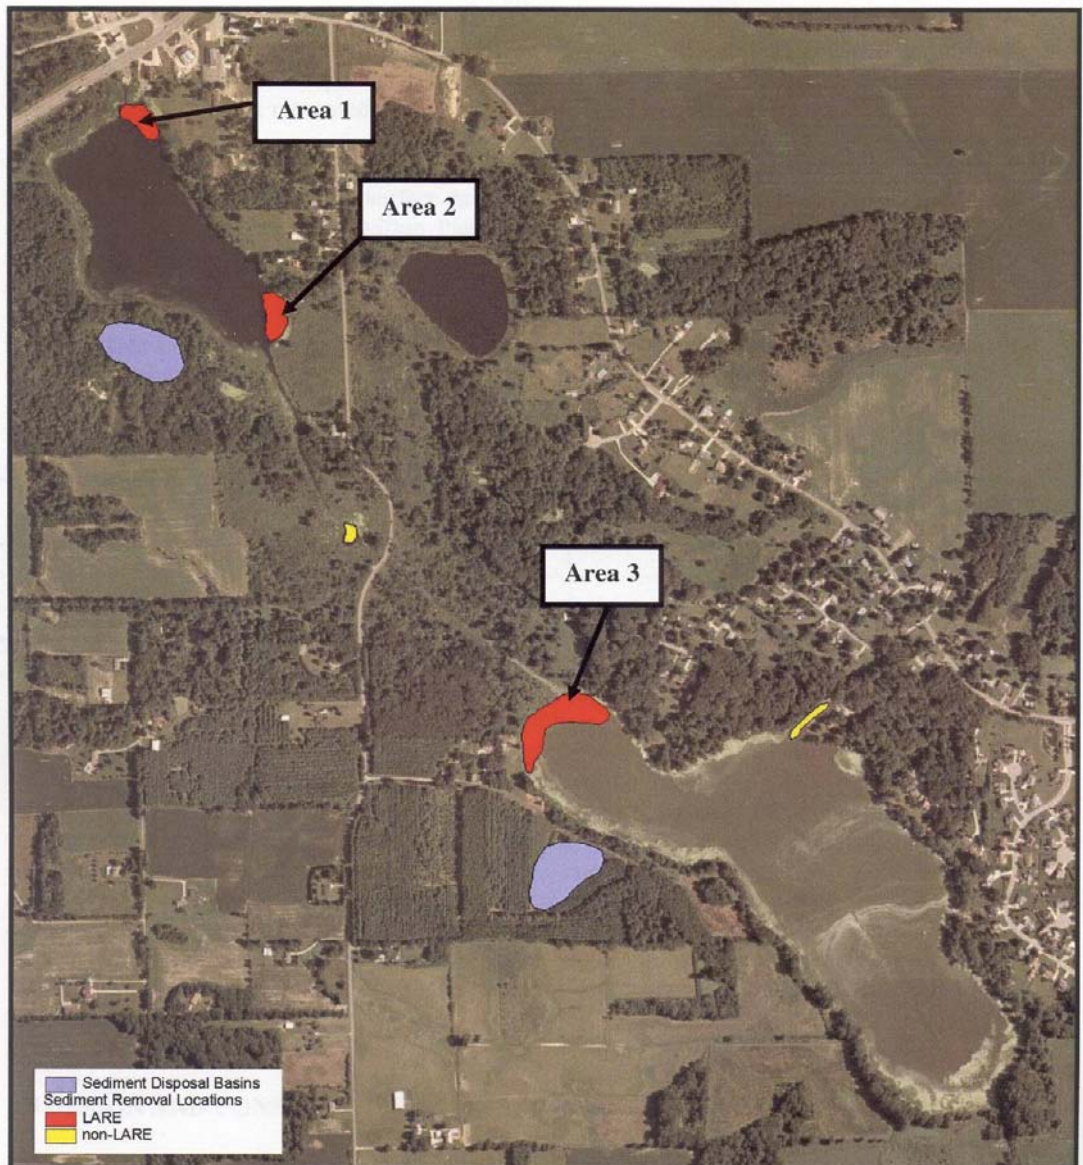 Area 1
Area 2
Area 3
Sediment Disposal Basins
Sediment Removal Locations
LARE
non-LARE